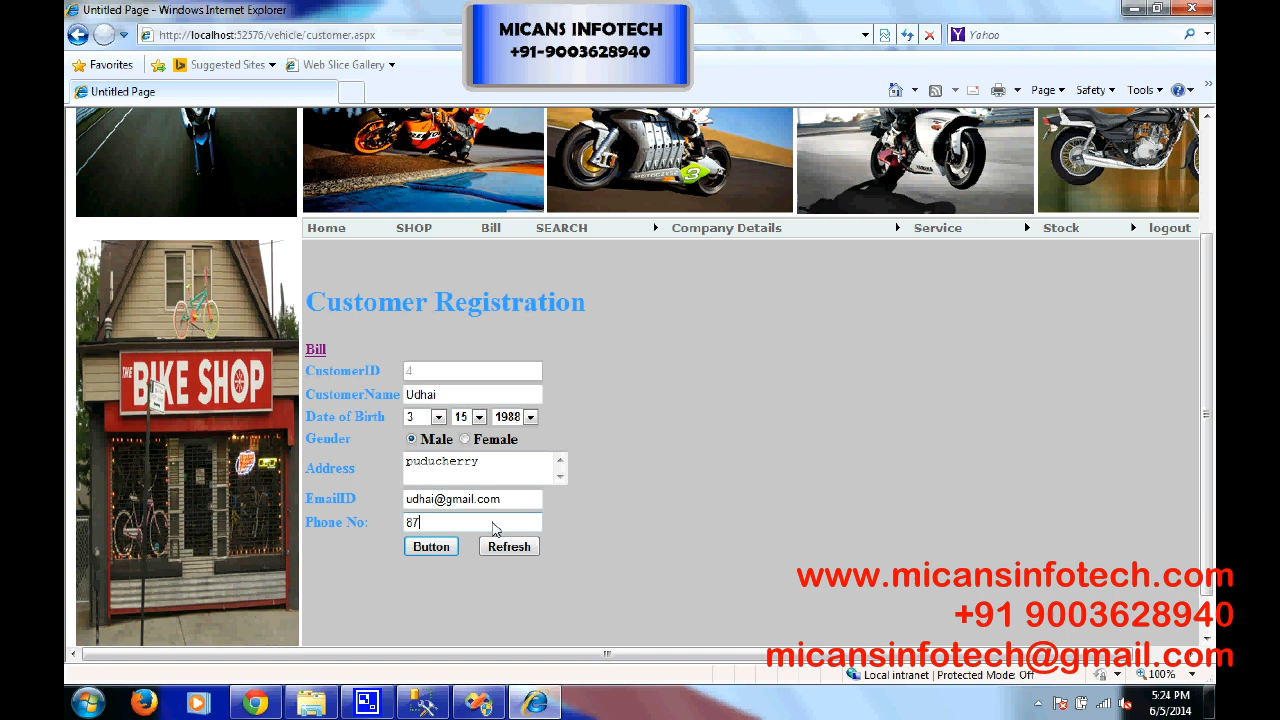 Untitled Page - Windows Internet Explorer
MICANS INFOTECH
+91-9003628940
http://localhost:52576/vehicle/customer.aspx
Yahoo
Favorites
Suggested Sites
Web Slice Gallery
Untitled Page
Page
Safety
Tools
3
Home
SHOP
Bill
SEARCH
Company Details
Service
Stock
logout
THE
BIKE SHOP
Customer Registration
Bill
CustomerID 4
CustomerName Udhai
Date of Birth 3 15 1988
Gender Male Female
Address puducherry
EmailID udhai@gmail.com
Phone No: 87
Button Refresh
www.micansinfotech.com
+91 9003628940
micansinfotech@gmail.com
Local intranet | Protected Mode: Off
100%
5:24 PM
6/5/2014